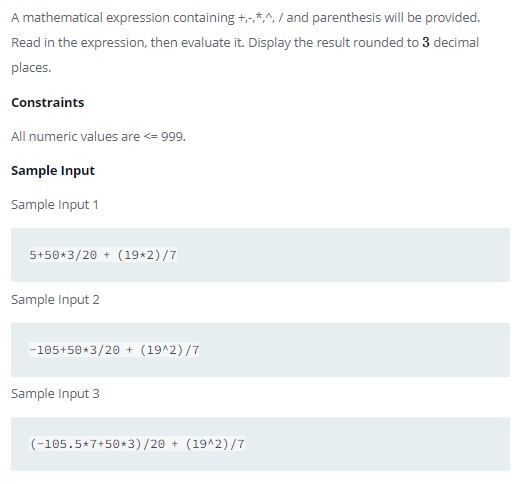 A mathematical expression containing +,-,*,^, / and parenthesis will be provided.
Read in the expression, then evaluate it. Display the result rounded to 3 decimal
places.
Constraints
All numeric values are <= 999.
Sample Input
Sample Input 1
5+50*3/20 + (19*2)/7
Sample Input 2
-105+50*3/20 + (19^2)/7
Sample Input 3
(-105.5*7+50*3)/20 + (19^2)/7